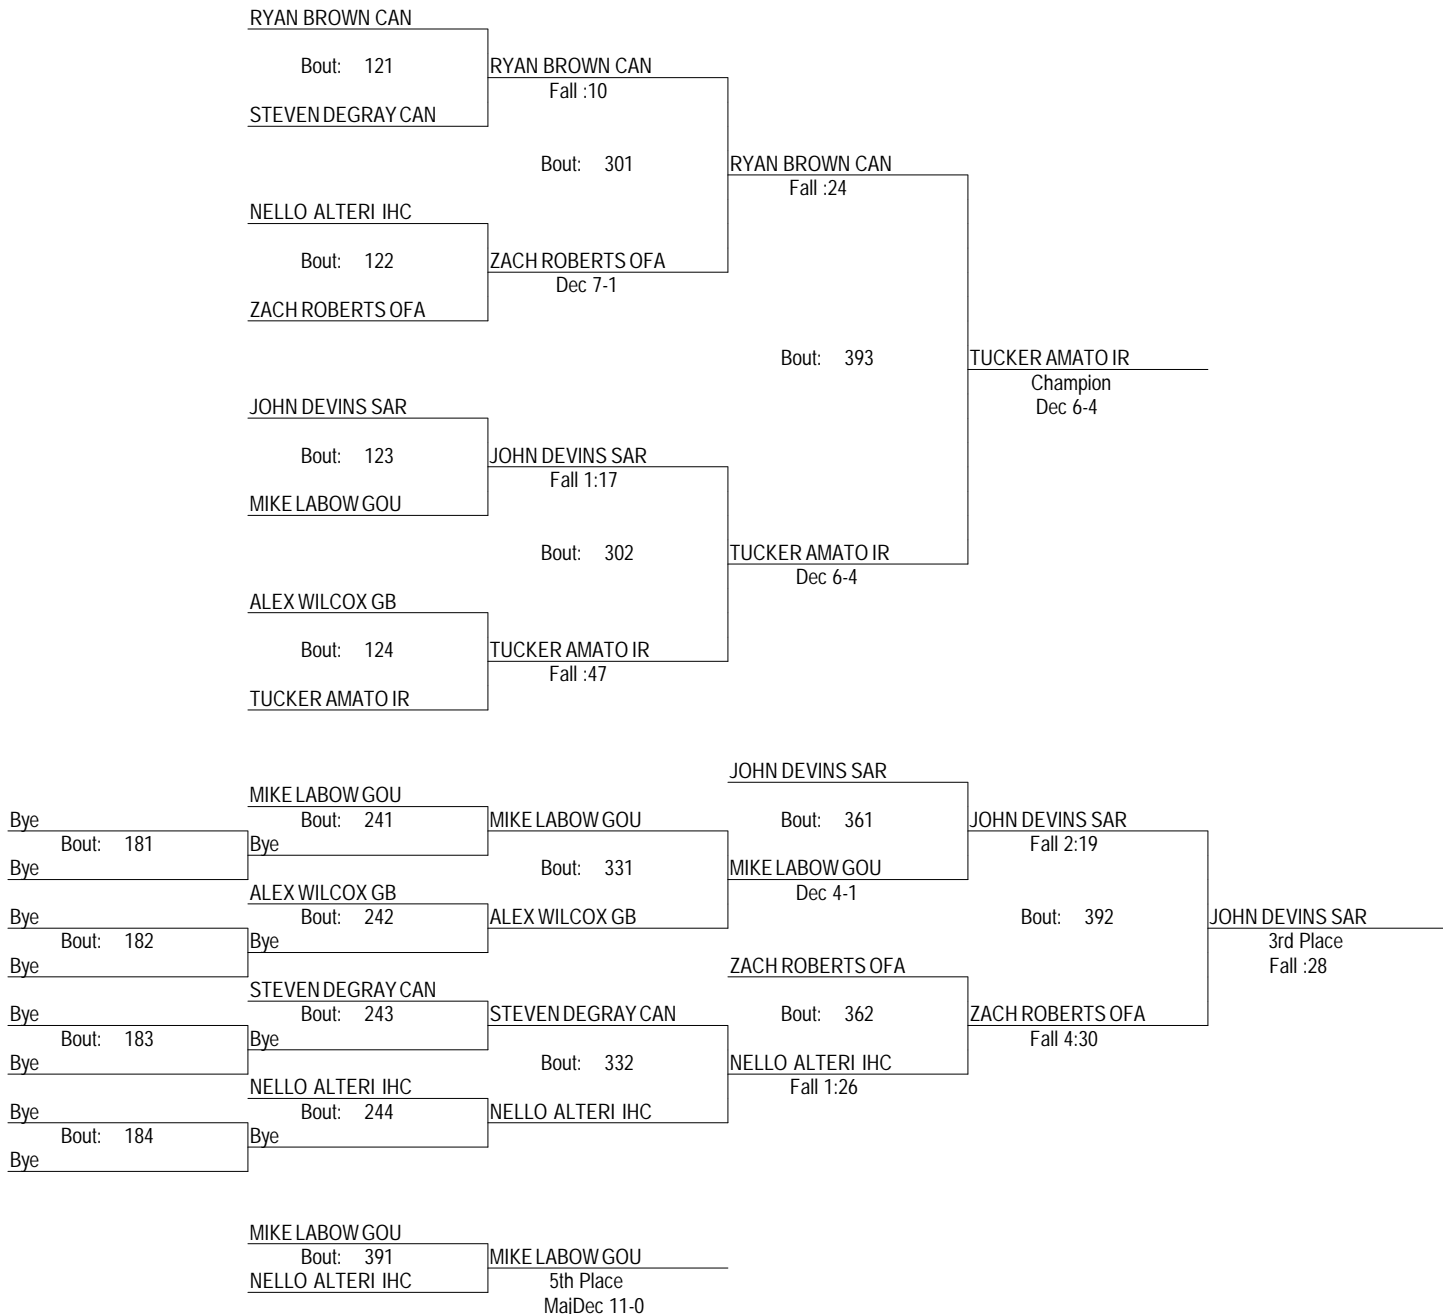 RYAN BROWN CAN
Bout: 121
RYAN BROWN CAN
Fall :10
STEVEN DEGRAY CAN
Bout: 301
RYAN BROWN CAN
Fall :24
NELLO ALTERI IHC
Bout: 122
ZACH ROBERTS OFA
Dec 7-1
ZACH ROBERTS OFA
Bout: 393
TUCKER AMATO IR
Champion
Dec 6-4
JOHN DEVINS SAR
Bout: 123
JOHN DEVINS SAR
Fall 1:17
MIKE LABOW GOU
Bout: 302
TUCKER AMATO IR
Dec 6-4
ALEX WILCOX GB
Bout: 124
TUCKER AMATO IR
Fall :47
TUCKER AMATO IR
JOHN DEVINS SAR
MIKE LABOW GOU
Bye
Bout: 241
MIKE LABOW GOU
Bout: 361
JOHN DEVINS SAR
Bout: 181
Bye
Fall 2:19
Bye
Bout: 331
MIKE LABOW GOU
Dec 4-1
ALEX WILCOX GB
Bye
Bout: 242
ALEX WILCOX GB
Bout: 392
JOHN DEVINS SAR
Bout: 182
Bye
3rd Place
Bye
ZACH ROBERTS OFA
Fall :28
STEVEN DEGRAY CAN
Bye
Bout: 243
STEVEN DEGRAY CAN
Bout: 362
ZACH ROBERTS OFA
Bout: 183
Bye
Fall 4:30
Bye
Bout: 332
NELLO ALTERI IHC
Fall 1:26
NELLO ALTERI IHC
Bye
Bout: 244
NELLO ALTERI IHC
Bout: 184
Bye
Bye
MIKE LABOW GOU
Bout: 391
MIKE LABOW GOU
NELLO ALTERI IHC
5th Place
MajDec 11-0